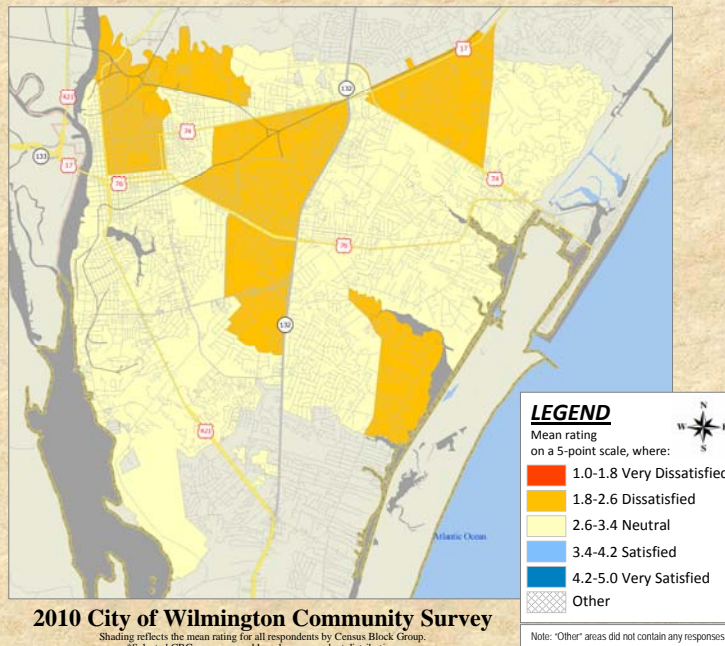 17
132
421
74
133
17
76
74
76
132
421
Atlantic Ocean
LEGEND
N
W
S
Mean rating
on a 5-point scale, where:
1.0-1.8 Very Dissatisfied
1.8-2.6 Dissatisfied
2.6-3.4 Neutral
3.4-4.2 Satisfied
4.2-5.0 Very Satisfied
Other
2010 City of Wilmington Community Survey
Shading reflects the mean rating for all respondents by Census Block Group.
Note: "Other" areas did not contain any responses